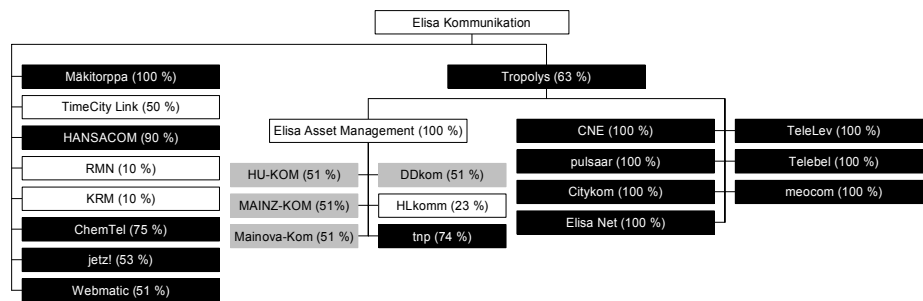 Elisa Kommunikation
Mäkitorppa (100 %)
TimeCity Link (50 %)
HANSACOM (90 %)
RMN (10 %)
KRM (10 %)
ChemTel (75 %)
jetz! (53 %)
Webmatic (51 %)
Tropolys (63 %)
Elisa Asset Management (100 %)
HU-KOM (51 %)
DDkom (51 %)
MAINZ-KOM (51%)
HLkomm (23 %)
Mainova-Kom (51 %)
tnp (74 %)
CNE (100 %)
TeleLev (100 %)
pulsaar (100 %)
Telebel (100 %)
Citykom (100 %)
meocom (100 %)
Elisa Net (100 %)